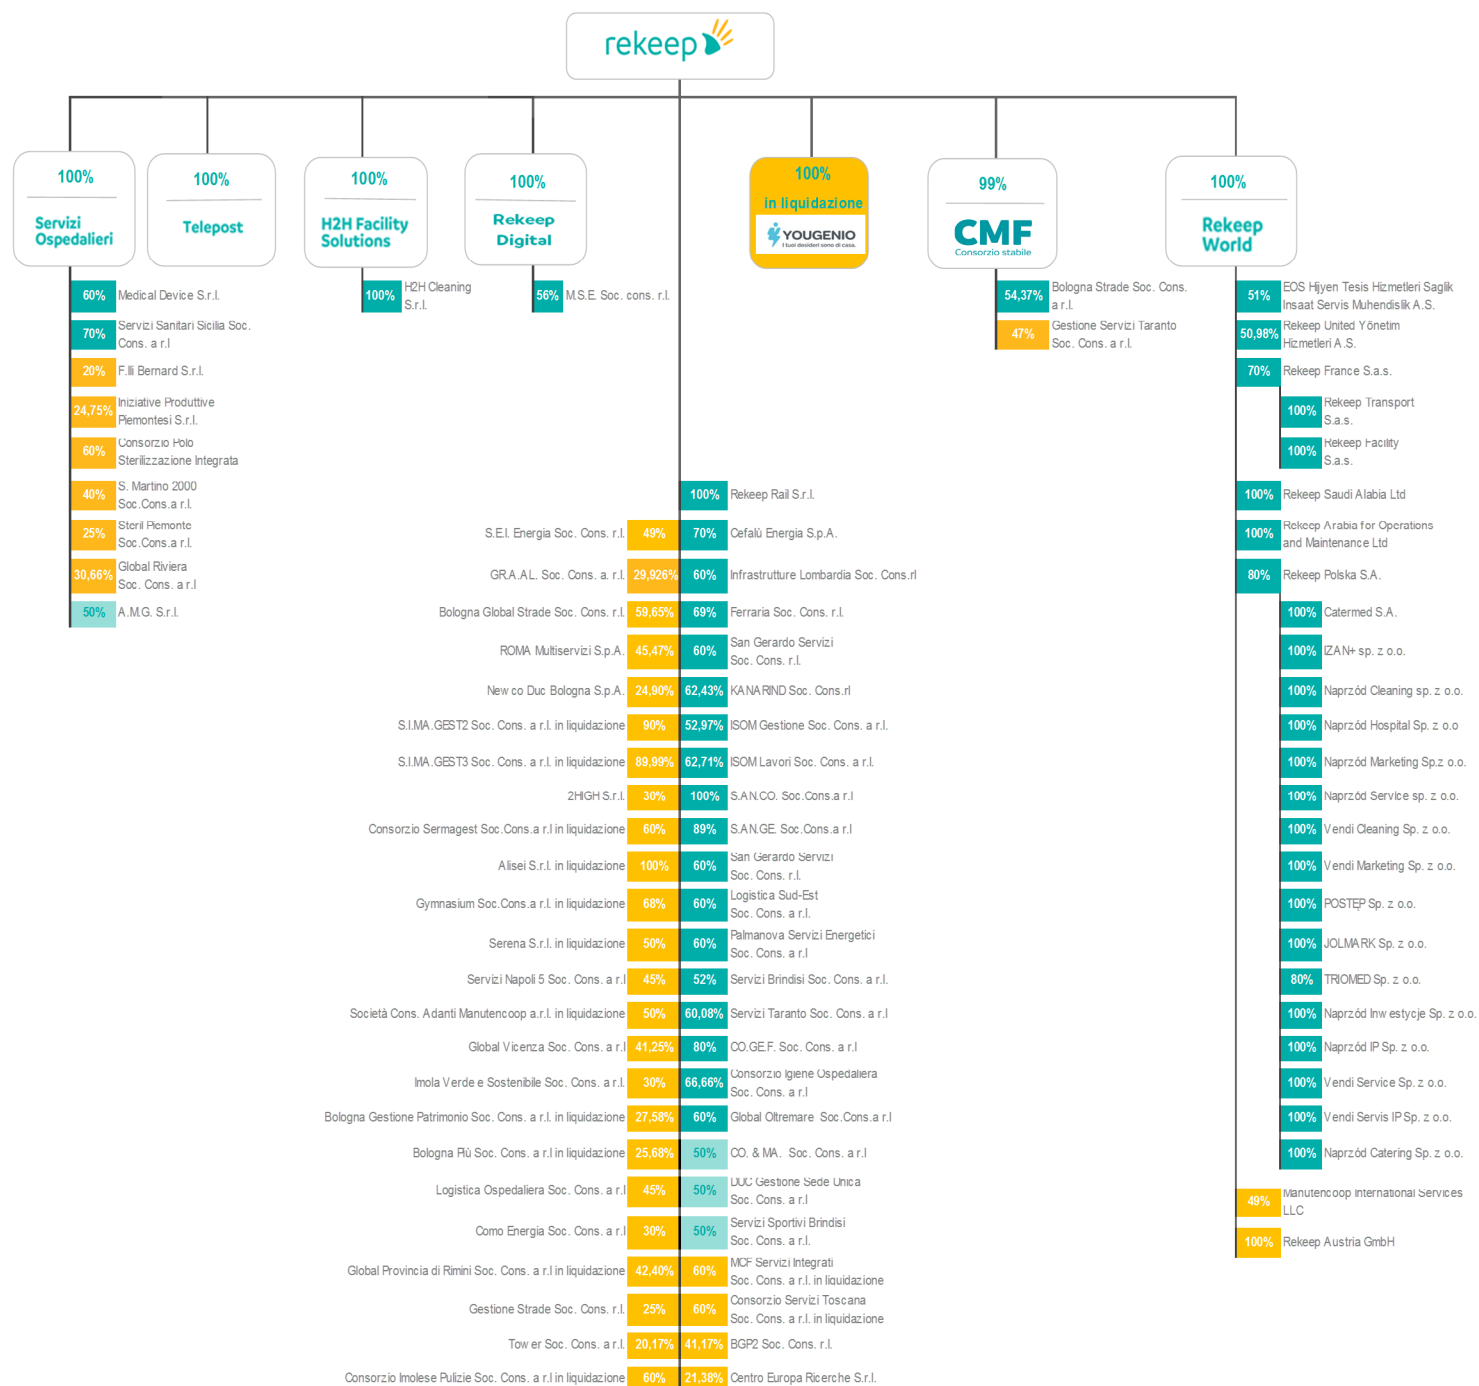 rekeep
100%
Servizi
Ospedalieri
60% Medical Device S.r.l.
70% Servizi Sanitari Sicilia Soc.
Cons. a r.l
20% F.lli Bernard S.r.l.
24,75% Iniziative Produttive
Piemontesi S.r.l.
60% Consorzio Polo
Sterilizzazione Integrata
40% S. Martino 2000
Soc.Cons.a r.l.
25% Steril Piemonte
Soc.Cons.a r.l.
30,66% Global Riviera
Soc. Cons. a r.l
50% A.M.G. S.r.l.
100%
Telepost
100%
H2H Facility
Solutions
100% H2H Cleaning
S.r.l.
100%
Rekeep
Digital
56% M.S.E. Soc. cons. r.l.
100% Rekeep Rail S.r.l.
S.E.I. Energia Soc. Cons. r.l. 49% 70% Cefalù Energia S.p.A.
GR.A.AL. Soc. Cons. a. r.l. 29,926% 60% Infrastrutture Lombardia Soc. Cons.rl
Bologna Global Strade Soc. Cons. r.l. 59,65% 69% Ferraria Soc. Cons. r.l.
ROMA Multiservizi S.p.A. 45,47% 60% San Gerardo Servizi
Soc. Cons. r.l.
New co Duc Bologna S.p.A. 24,90% 62,43% KANARIND Soc. Cons.rl
S.I.MA.GEST2 Soc. Cons. a r.l. in liquidazione 90% 52,97% ISOM Gestione Soc. Cons. a r.l.
S.I.MA.GEST3 Soc. Cons. a r.l. in liquidazione 89,99% 62,71% ISOM Lavori Soc. Cons. a r.l.
2HIGH S.r.l. 30% 100% S.AN.CO. Soc.Cons.a r.l
Consorzio Sermagest Soc.Cons.a r.l in liquidazione 60% 89% S.AN.GE. Soc.Cons.a r.l
Alisei S.r.l. in liquidazione 100% 60% San Gerardo Servizi
Soc. Cons. r.l.
Gymnasium Soc.Cons.a r.l. in liquidazione 68% 60% Logistica Sud-Est
Soc. Cons. a r.l.
Serena S.r.l. in liquidazione 50% 60% Palmanova Servizi Energetici
Soc. Cons. a r.l
Servizi Napoli 5 Soc. Cons. a r.l 45% 52% Servizi Brindisi Soc. Cons. a r.l.
Società Cons. Adanti Manutencoop a.r.l. in liquidazione 50% 60,08% Servizi Taranto Soc. Cons. a r.l
Global Vicenza Soc. Cons. a r.l 41,25% 80% CO.GE.F. Soc. Cons. a r.l
Imola Verde e Sostenibile Soc. Cons. a r.l. 30% 66,66% Consorzio Igiene Ospedaliera
Soc. Cons. a r.l
Bologna Gestione Patrimonio Soc. Cons. a r.l. in liquidazione 27,58% 60% Global Oltremare Soc.Cons.a r.l
Bologna Più Soc. Cons. a r.l in liquidazione 25,68% 50% CO. & MA. Soc. Cons. a r.l
Logistica Ospedaliera Soc. Cons. a r.l 45% 50% DUC Gestione Sede Unica
Soc. Cons. a r.l
Como Energia Soc. Cons. a r.l 30% 50% Servizi Sportivi Brindisi
Soc. Cons. a r.l.
Global Provincia di Rimini Soc. Cons. a r.l in liquidazione 42,40% 60% MCF Servizi Integrati
Soc. Cons. a r.l. in liquidazione
Gestione Strade Soc. Cons. r.l. 25% 60% Consorzio Servizi Toscana
Soc. Cons. a r.l. in liquidazione
Tow er Soc. Cons. a r.l. 20,17% 41,17% BGP2 Soc. Cons. r.l.
Consorzio Imolese Pulizie Soc. Cons. a r.l in liquidazione 60% 21,38% Centro Europa Ricerche S.r.l.
100%
in liquidazione
YOUGENIO
I tuoi desideri sono di casa.
99%
CMF
Consorzio stabile
54,37% Bologna Strade Soc. Cons.
a r.l.
47% Gestione Servizi Taranto
Soc. Cons. a r.l.
100%
Rekeep
World
51% EOS Hijyen Tesis Hizmetleri Saglik
Insaat Servis Muhendislik A.S.
50,98% Rekeep United Yönetim
Hizmetleri A.S.
70% Rekeep France S.a.s.
100% Rekeep Transport
S.a.s.
100% Rekeep Facility
S.a.s.
100% Rekeep Saudi Alabia Ltd
100% Rekeep Arabia for Operations
and Maintenance Ltd
80% Rekeep Polska S.A.
100% Catermed S.A.
100% IZAN+ sp. z o.o.
100% Naprzód Cleaning sp. z o.o.
100% Naprzód Hospital Sp. z o.o
100% Naprzód Marketing Sp.z o.o.
100% Naprzód Service sp. z o.o.
100% Vendi Cleaning Sp. z o.o.
100% Vendi Marketing Sp. z o.o.
100% POSTĘP Sp. z o.o.
100% JOLMARK Sp. z o.o.
80% TRIOMED Sp. z o.o.
100% Naprzód Inw estycje Sp. z o.o.
100% Naprzód IP Sp. z o.o.
100% Vendi Service Sp. z o.o.
100% Vendi Servis IP Sp. z o.o.
100% Naprzód Catering Sp. z o.o.
49% Manutencoop International Services
LLC
100% Rekeep Austria GmbH